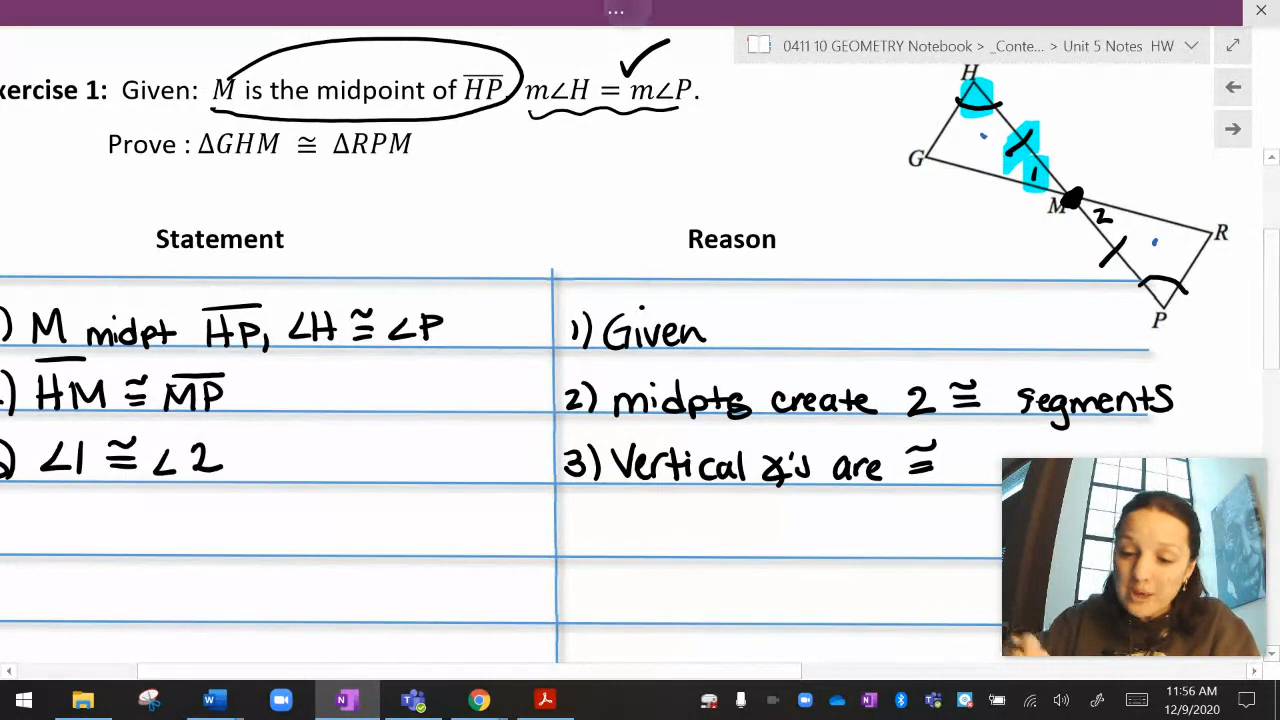 0411 10 GEOMETRY Notebook > _Conte... > Unit 5 Notes HW
xercise 1: Given: M is the midpoint of HP, m∠H = m∠P.
Prove : ΔGHM ≅ ΔRPM
H
G
1
M
2
R
P
Statement Reason
) M midpt HP, ∠H ≅ ∠P 1) Given
.) HM ≅ MP 2) midpts create 2 ≅ segments
) ∠1 ≅ ∠2 3) Vertical ∡'s are ≅
11:56 AM
12/9/2020